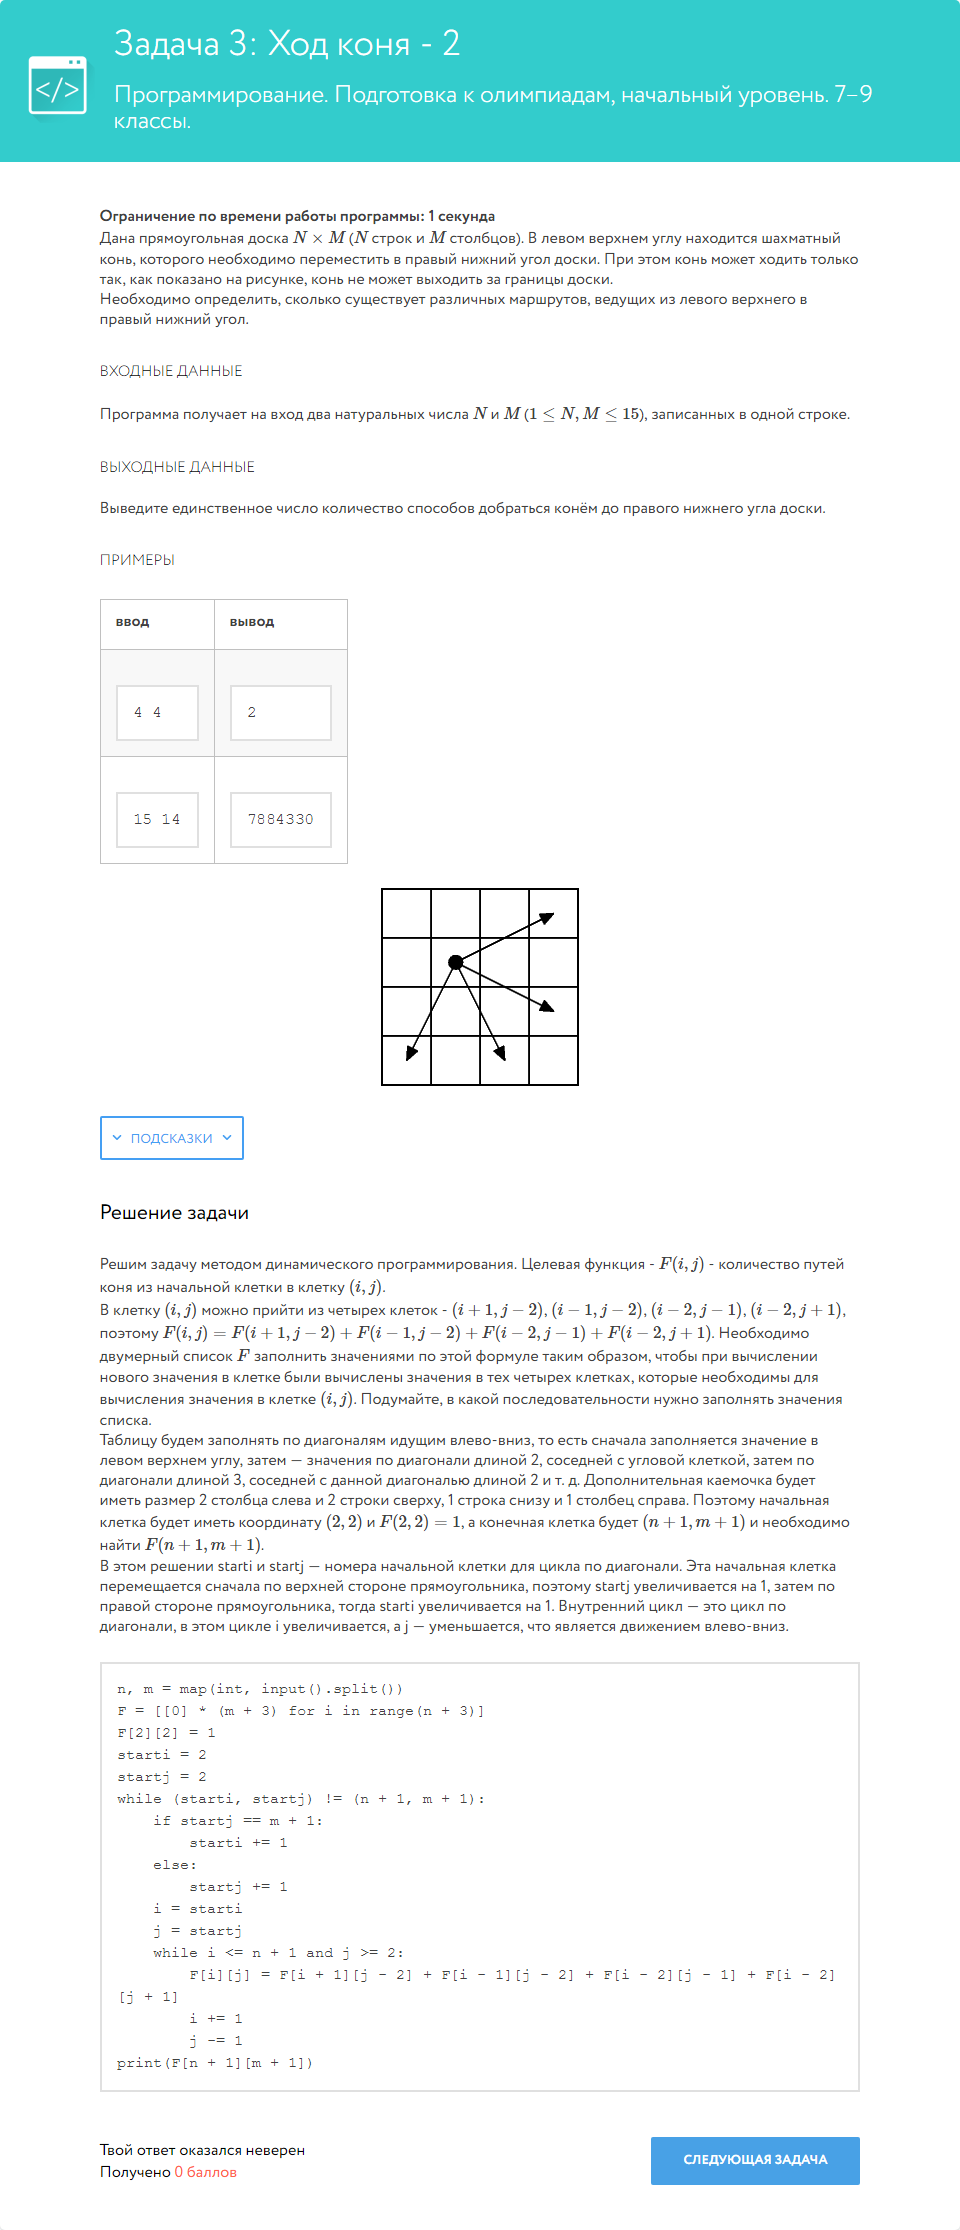 Задача 3: Ход коня - 2
</>
Программирование. Подготовка к олимпиадам, начальный уровень. 7–9
классы.
Ограничение по времени работы программы: 1 секунда
Дана прямоугольная доска N × M (N строк и M столбцов). В левом верхнем углу находится шахматный
конь, которого необходимо переместить в правый нижний угол доски. При этом конь может ходить только
так, как показано на рисунке, конь не может выходить за границы доски.
Необходимо определить, сколько существует различных маршрутов, ведущих из левого верхнего в
правый нижний угол.
ВХОДНЫЕ ДАННЫЕ
Программа получает на вход два натуральных числа N и M (1 ≤ N, M ≤ 15), записанных в одной строке.
ВЫХОДНЫЕ ДАННЫЕ
Выведите единственное число количество способов добраться конём до правого нижнего угла доски.
ПРИМЕРЫ
ввод вывод
4 4 2
15 14 7884330
ПОДСКАЗКИ
Решение задачи
Решим задачу методом динамического программирования. Целевая функция - F(i, j) - количество путей
коня из начальной клетки в клетку (i, j).
В клетку (i, j) можно прийти из четырех клеток - (i + 1, j − 2), (i − 1, j − 2), (i − 2, j − 1), (i − 2, j + 1),
поэтому F(i, j) = F(i + 1, j − 2) + F(i − 1, j − 2) + F(i − 2, j − 1) + F(i − 2, j + 1). Необходимо
двумерный список F заполнить значениями по этой формуле таким образом, чтобы при вычислении
нового значения в клетке были вычислены значения в тех четырех клетках, которые необходимы для
вычисления значения в клетке (i, j). Подумайте, в какой последовательности нужно заполнять значения
списка.
Таблицу будем заполнять по диагоналям идущим влево-вниз, то есть сначала заполняется значение в
левом верхнем углу, затем — значения по диагонали длиной 2, соседней с угловой клеткой, затем по
диагонали длиной 3, соседней с данной диагональю длиной 2 и т. д. Дополнительная каемочка будет
иметь размер 2 столбца слева и 2 строки сверху, 1 строка снизу и 1 столбец справа. Поэтому начальная
клетка будет иметь координату (2, 2) и F(2, 2) = 1, а конечная клетка будет (n + 1, m + 1) и необходимо
найти F(n + 1, m + 1).
В этом решении starti и startj — номера начальной клетки для цикла по диагонали. Эта начальная клетка
перемещается сначала по верхней стороне прямоугольника, поэтому startj увеличивается на 1, затем по
правой стороне прямоугольника, тогда starti увеличивается на 1. Внутренний цикл — это цикл по
диагонали, в этом цикле i увеличивается, а j — уменьшается, что является движением влево-вниз.
n, m = map(int, input().split())
F = [[0] * (m + 3) for i in range(n + 3)]
F[2][2] = 1
starti = 2
startj = 2
while (starti, startj) != (n + 1, m + 1):
    if startj == m + 1:
        starti += 1
    else:
        startj += 1
    i = starti
    j = startj
    while i <= n + 1 and j >= 2:
        F[i][j] = F[i + 1][j - 2] + F[i - 1][j - 2] + F[i - 2][j - 1] + F[i - 2]
[j + 1]
        i += 1
        j -= 1
print(F[n + 1][m + 1])
Твой ответ оказался неверен
Получено 0 баллов
СЛЕДУЮЩАЯ ЗАДАЧА